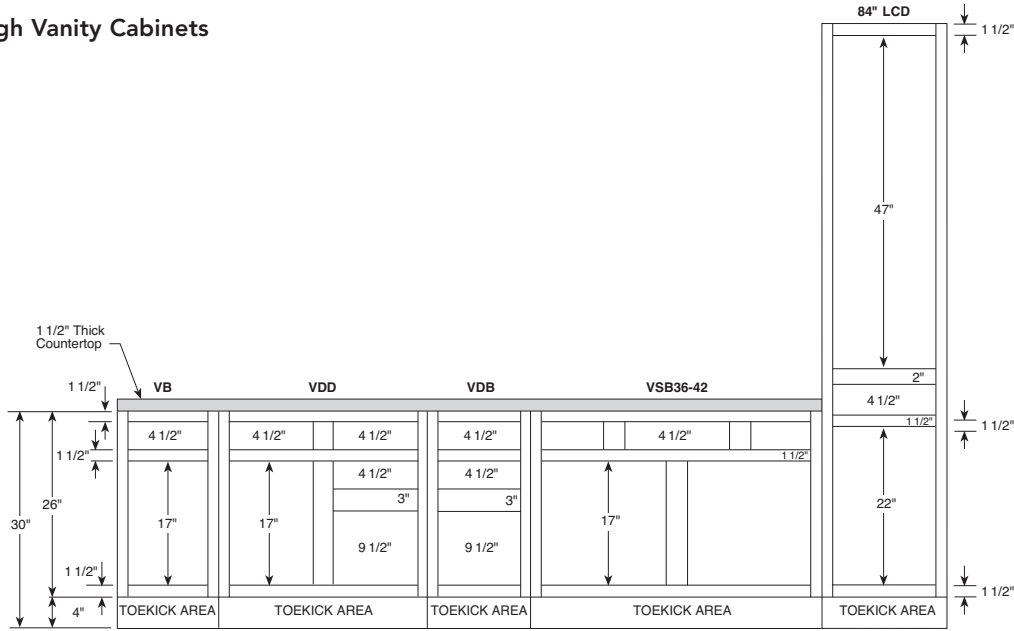 gh Vanity Cabinets
84" LCD
1 1/2"
47"
1 1/2" Thick
Countertop
1 1/2"
VB
VDD
VDB
VSB36-42
2"
4 1/2"
1 1/2"
1 1/2"
4 1/2"
4 1/2"
4 1/2"
4 1/2"
4 1/2"
1 1/2"
1 1/2"
4 1/2"
4 1/2"
3"
3"
26"
30"
17"
17"
17"
22"
9 1/2"
9 1/2"
1 1/2"
1 1/2"
4"
TOEKICK AREA
TOEKICK AREA
TOEKICK AREA
TOEKICK AREA
TOEKICK AREA